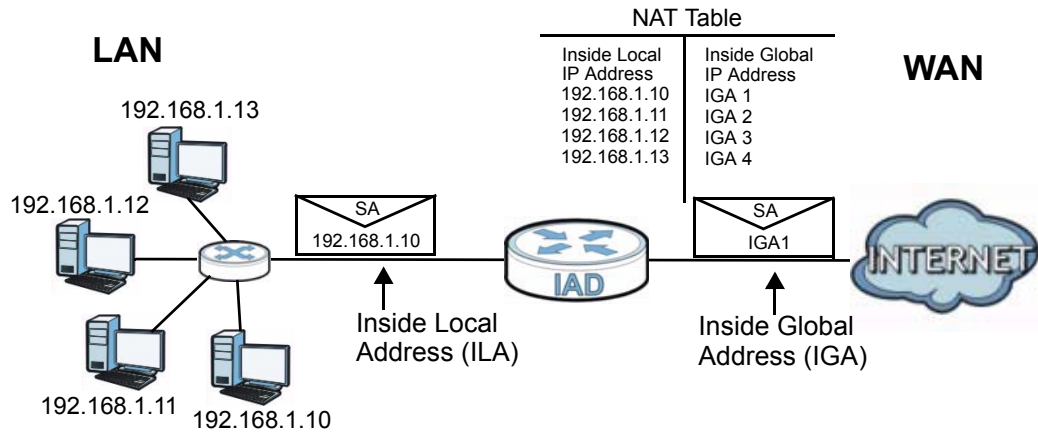 NAT Table
LAN
WAN
Inside Local IP Address
Inside Global IP Address
192.168.1.10 IGA 1
192.168.1.11 IGA 2
192.168.1.12 IGA 3
192.168.1.13 IGA 4
192.168.1.13
192.168.1.12
192.168.1.11
192.168.1.10
SA
192.168.1.10
IAD
SA
IGA1
INTERNET
Inside Local
Address (ILA)
Inside Global
Address (IGA)